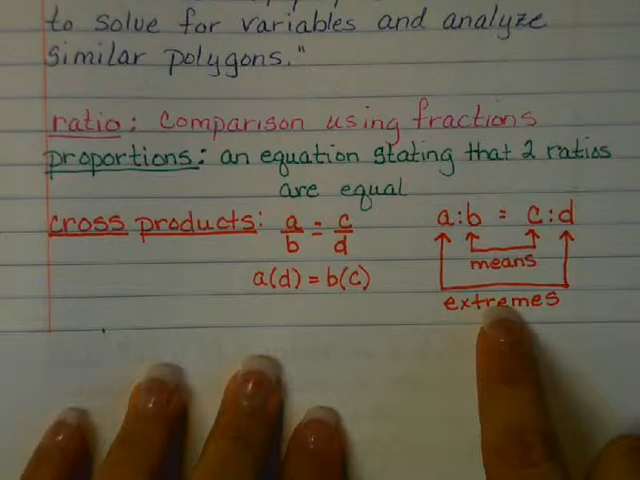 to solve for variables and analyze
similar polygons."
ratio: Comparison using fractions
proportions: an equation stating that 2 ratios
are equal
cross products: a/b = c/d
a:b = c:d
means
a(d) = b(c)
extremes